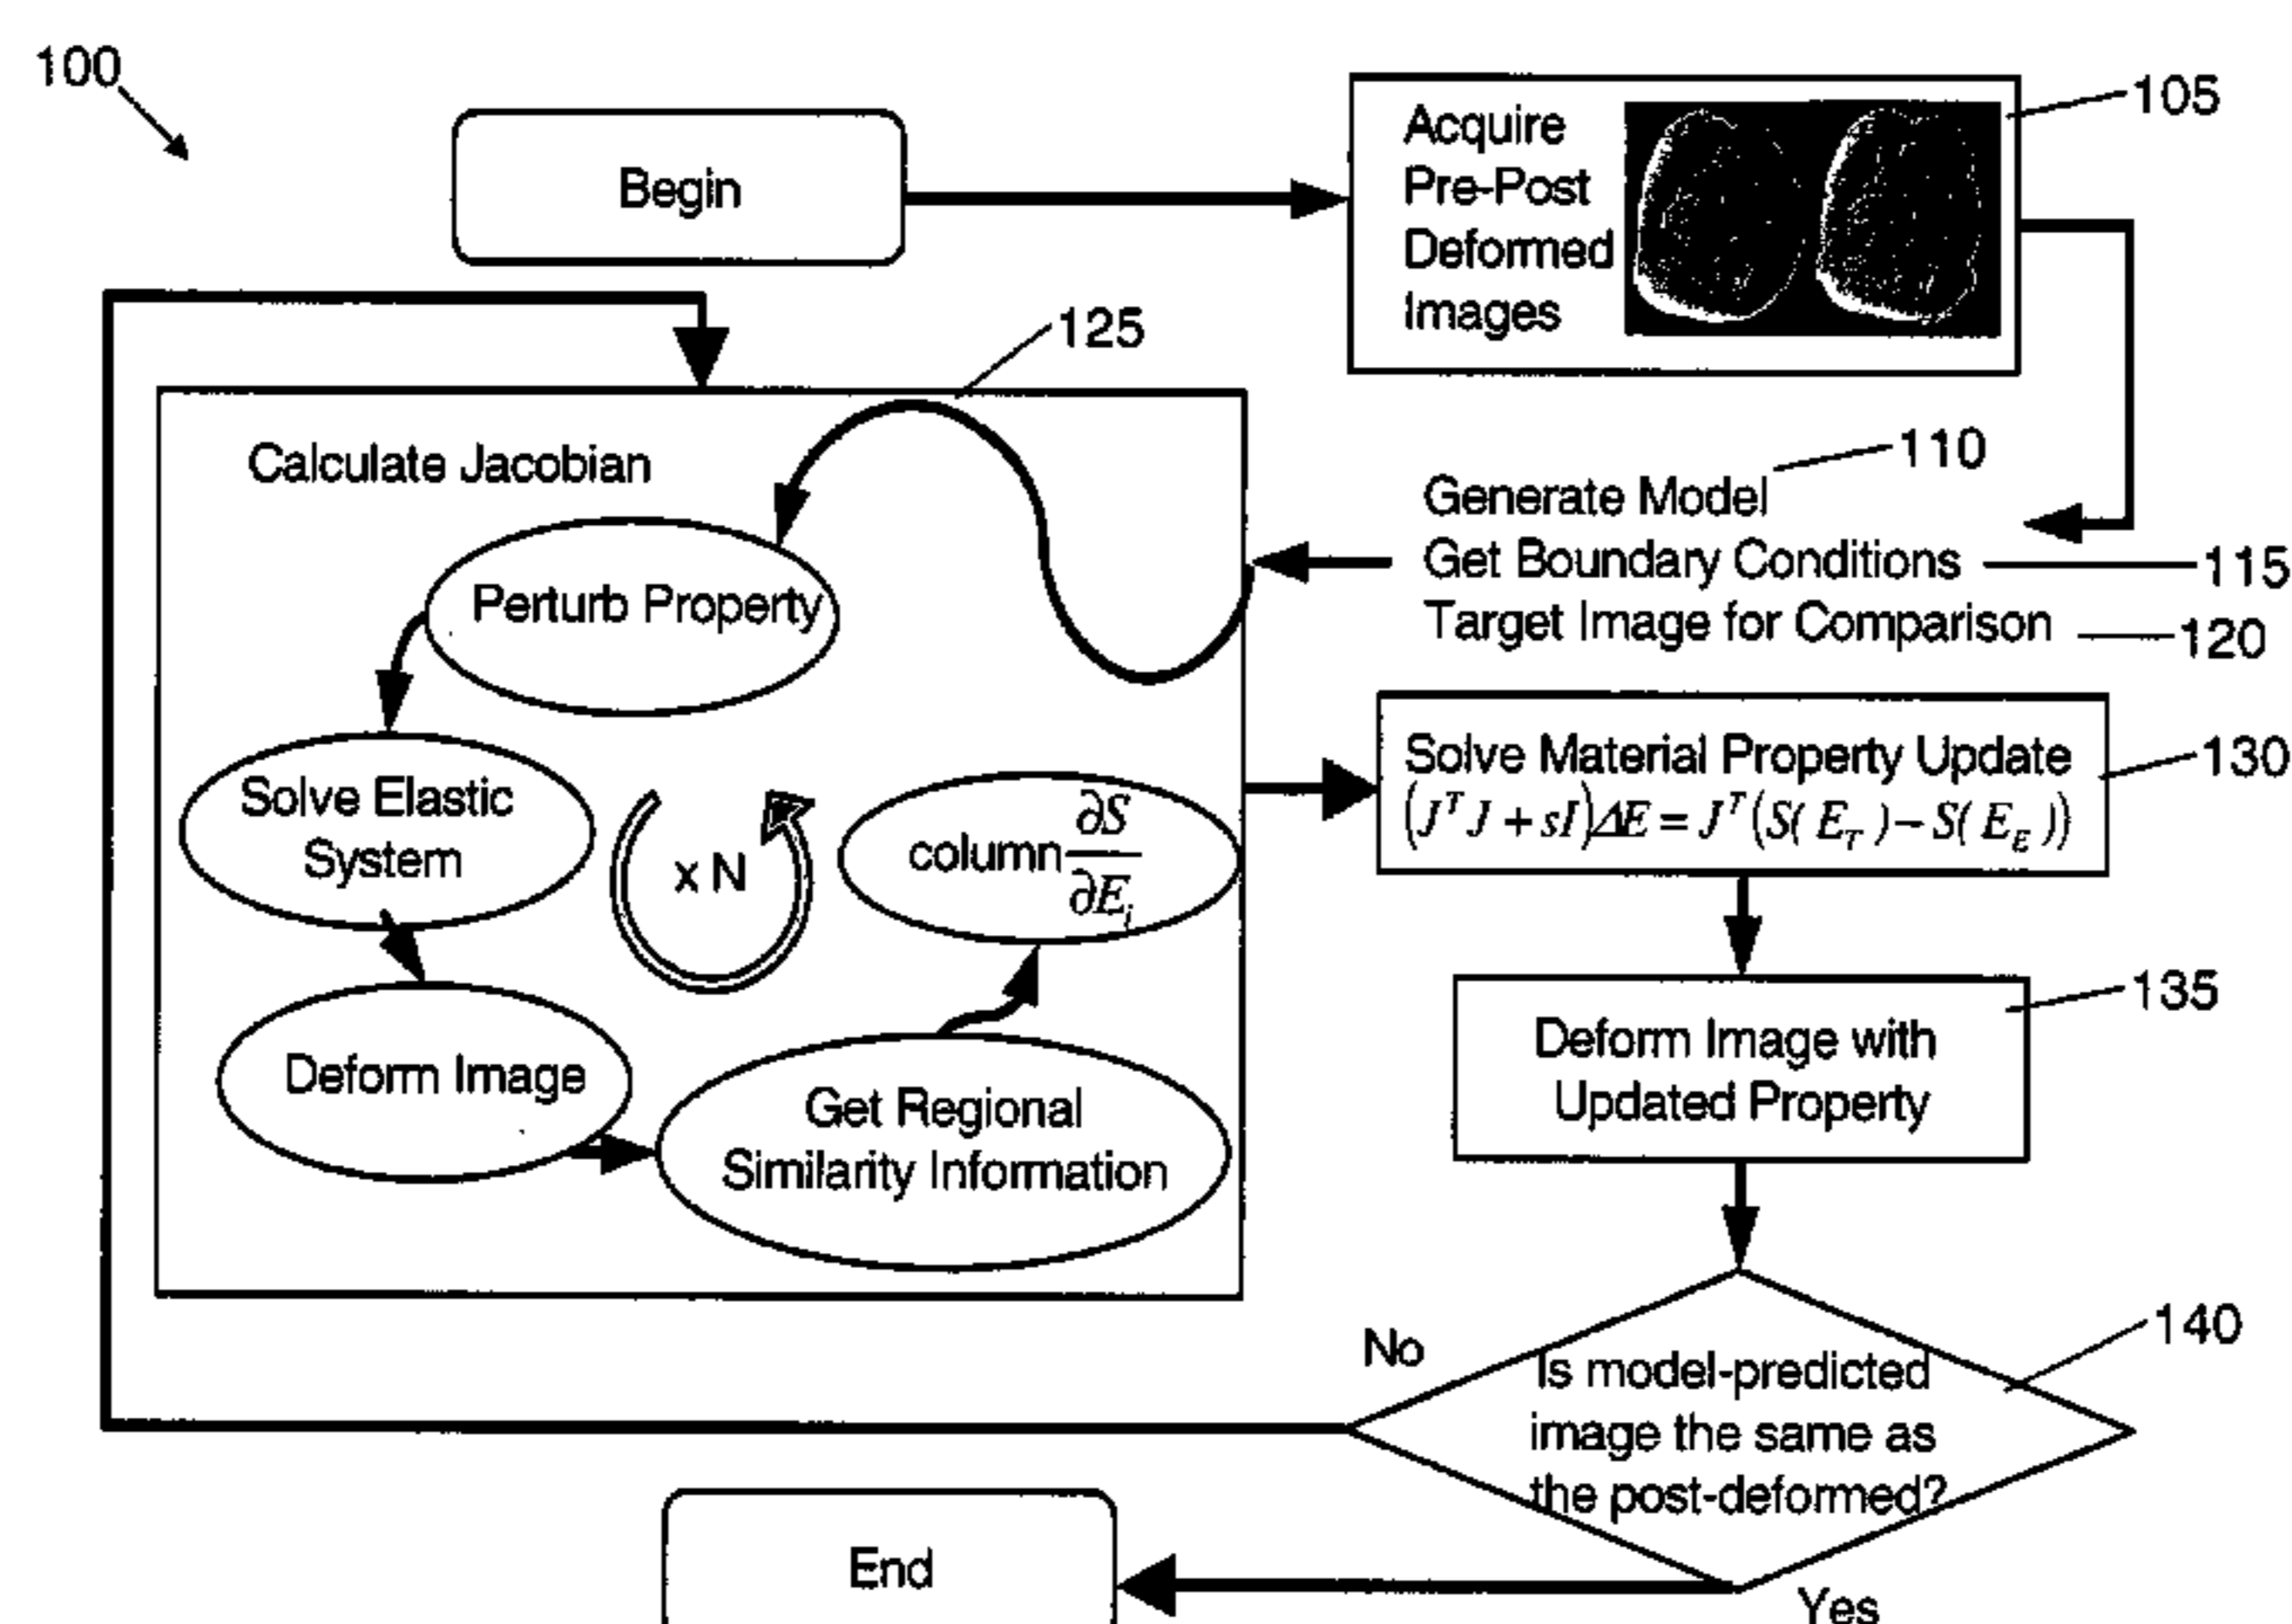 100
Begin
Acquire
Pre-Post
Deformed
Images
105
125
Calculate Jacobian
110
Generate Model
Get Boundary Conditions
115
Target Image for Comparison
120
Perturb Property
Solve Elastic
System
x N
column ∂S/∂E_i
Deform Image
Get Regional
Similarity Information
Solve Material Property Update
(J^T J + sI)ΔE = J^T(S(E_T) – S(E_E))
130
Deform Image with
Updated Property
135
Is model-predicted
image the same as
the post-deformed?
140
No
Yes
End